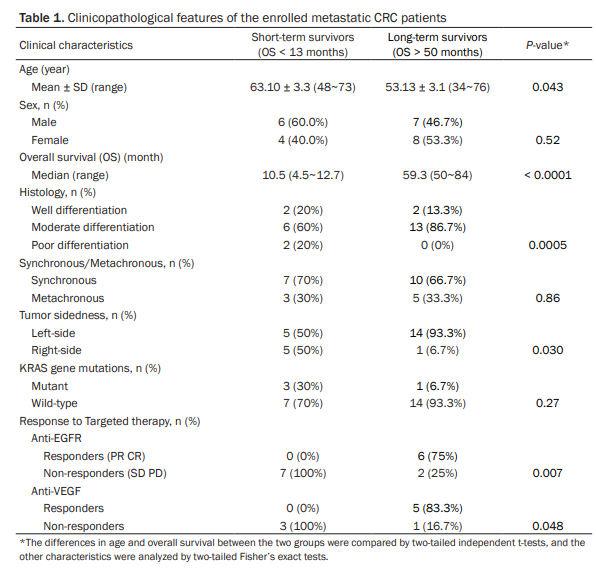 Table 1. Clinicopathological features of the enrolled metastatic CRC patients
Clinical characteristics Short-term survivors (OS < 13 months) Long-term survivors (OS > 50 months) P-value*
Age (year)
Mean ± SD (range) 63.10 ± 3.3 (48~73) 53.13 ± 3.1 (34~76) 0.043
Sex, n (%)
Male 6 (60.0%) 7 (46.7%)
Female 4 (40.0%) 8 (53.3%) 0.52
Overall survival (OS) (month)
Median (range) 10.5 (4.5~12.7) 59.3 (50~84) < 0.0001
Histology, n (%)
Well differentiation 2 (20%) 2 (13.3%)
Moderate differentiation 6 (60%) 13 (86.7%)
Poor differentiation 2 (20%) 0 (0%) 0.0005
Synchronous/Metachronous, n (%)
Synchronous 7 (70%) 10 (66.7%)
Metachronous 3 (30%) 5 (33.3%) 0.86
Tumor sidedness, n (%)
Left-side 5 (50%) 14 (93.3%)
Right-side 5 (50%) 1 (6.7%) 0.030
KRAS gene mutations, n (%)
Mutant 3 (30%) 1 (6.7%)
Wild-type 7 (70%) 14 (93.3%) 0.27
Response to Targeted therapy, n (%)
Anti-EGFR
Responders (PR CR) 0 (0%) 6 (75%)
Non-responders (SD PD) 7 (100%) 2 (25%) 0.007
Anti-VEGF
Responders 0 (0%) 5 (83.3%)
Non-responders 3 (100%) 1 (16.7%) 0.048
*The differences in age and overall survival between the two groups were compared by two-tailed independent t-tests, and the
other characteristics were analyzed by two-tailed Fisher's exact tests.